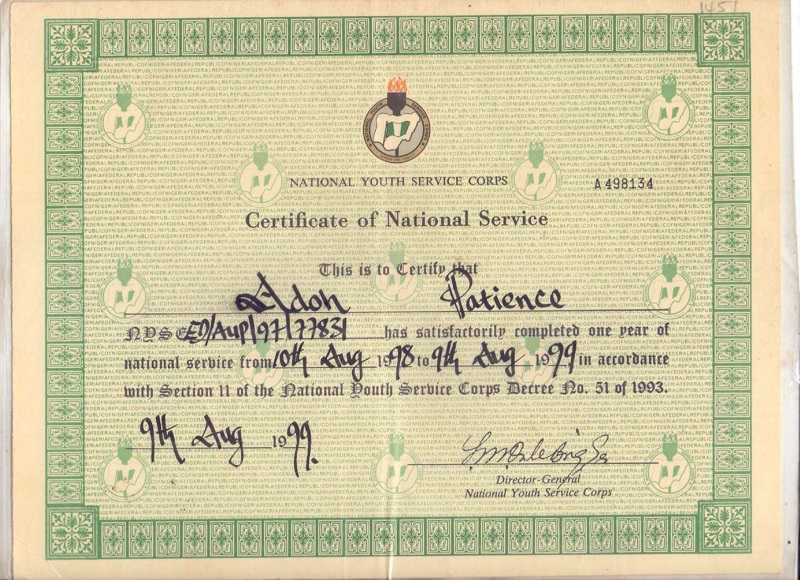 1451
NATIONAL YOUTH SERVICE CORPS
A 498134
Certificate of National Service
This is to Certify that
Adoh Patience
NYSC ED/AUP/97/77831 has satisfactorily completed one year of
national service from 10th Aug 1998 to 9th Aug 1999 in accordance
with Section 11 of the National Youth Service Corps Decree No. 51 of 1993.
9th Aug 1999.
Director-General
National Youth Service Corps